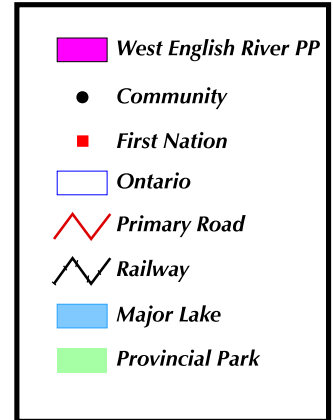 West English River PP
Community
First Nation
Ontario
Primary Road
Railway
Major Lake
Provincial Park